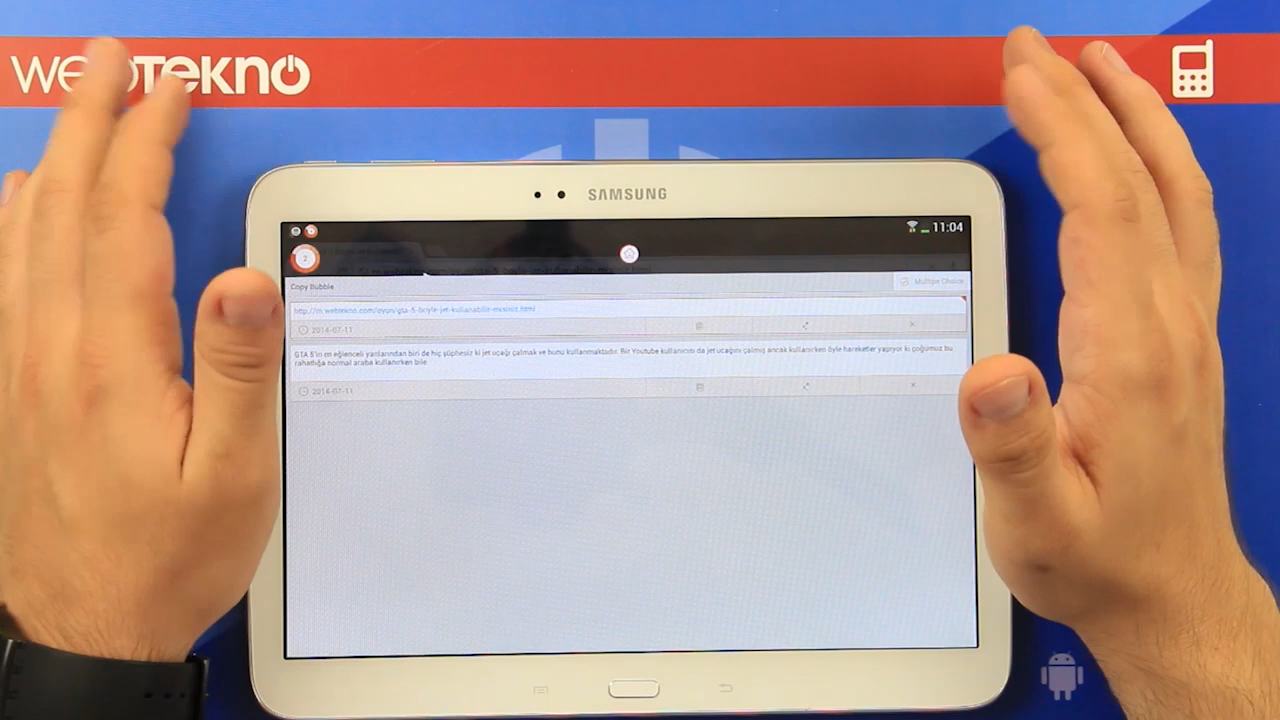 webtekno
SAMSUNG
11:04
2
Copy Bubble
Multiple Choice
http://m.webtekno.com/oyun/gta-5-boyle-jet-kullanabilir-misiniz.html
2014-07-11
GTA 5'in en eğlenceli yanlarından biri de hiç şüphesiz ki jet uçağı çalmak ve bunu kullanmaktadır. Bir Youtube kullanıcısı da jet uçağını çalmış ancak kullanırken öyle hareketler yapıyor ki çoğumuz bu
rahatlığa normal araba kullanırken bile
2014-07-11